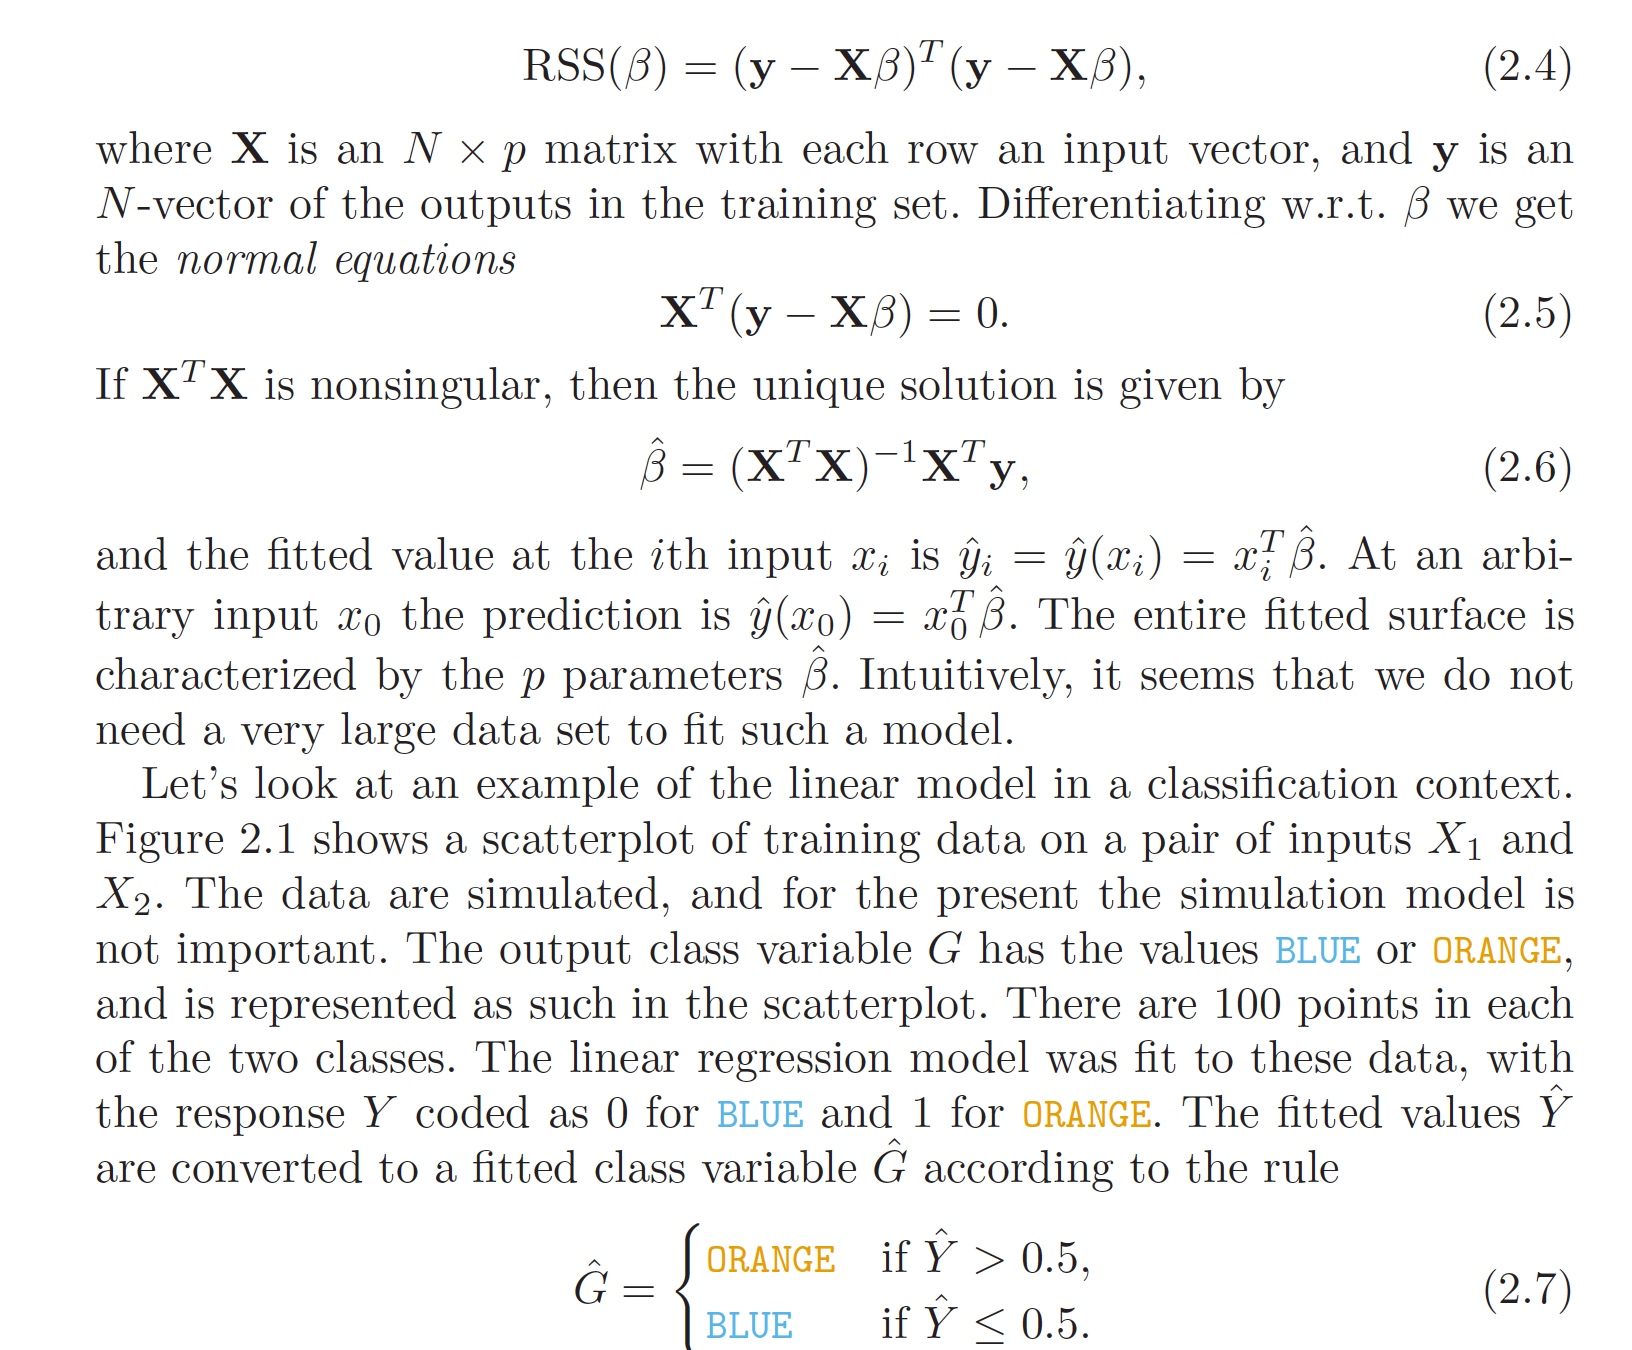 RSS(β) = (y − Xβ)^T (y − Xβ), (2.4)
where X is an N × p matrix with each row an input vector, and y is an
N-vector of the outputs in the training set. Differentiating w.r.t. β we get
the normal equations
X^T (y − Xβ) = 0. (2.5)
If X^T X is nonsingular, then the unique solution is given by
β̂ = (X^T X)^{−1} X^T y, (2.6)
and the fitted value at the ith input x_i is ŷ_i = ŷ(x_i) = x_i^T β̂. At an arbi-
trary input x_0 the prediction is ŷ(x_0) = x_0^T β̂. The entire fitted surface is
characterized by the p parameters β̂. Intuitively, it seems that we do not
need a very large data set to fit such a model.
Let's look at an example of the linear model in a classification context.
Figure 2.1 shows a scatterplot of training data on a pair of inputs X_1 and
X_2. The data are simulated, and for the present the simulation model is
not important. The output class variable G has the values BLUE or ORANGE,
and is represented as such in the scatterplot. There are 100 points in each
of the two classes. The linear regression model was fit to these data, with
the response Y coded as 0 for BLUE and 1 for ORANGE. The fitted values Ŷ
are converted to a fitted class variable Ĝ according to the rule
Ĝ = { ORANGE if Ŷ > 0.5, (2.7)
BLUE if Ŷ ≤ 0.5.